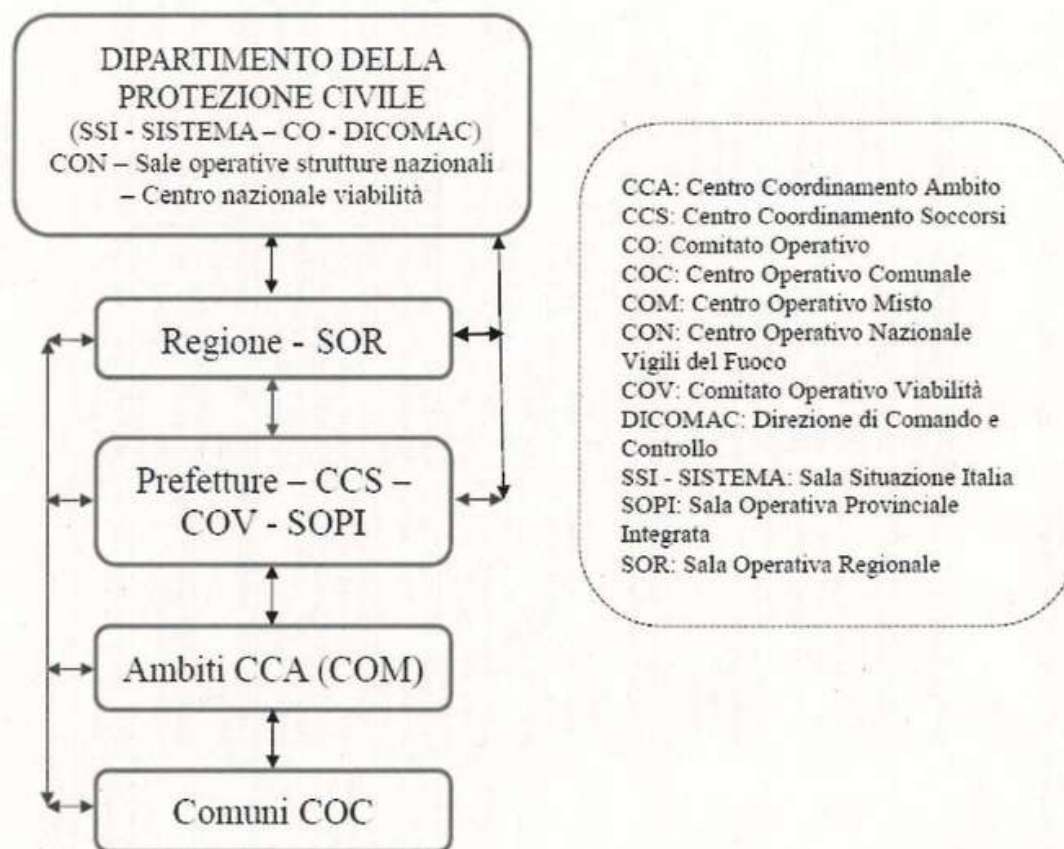 DIPARTIMENTO DELLA
PROTEZIONE CIVILE
(SSI - SISTEMA – CO - DICOMAC)
CON – Sale operative strutture nazionali
– Centro nazionale viabilità
Regione - SOR
Prefetture – CCS –
COV - SOPI
Ambiti CCA (COM)
Comuni COC
CCA: Centro Coordinamento Ambito
CCS: Centro Coordinamento Soccorsi
CO: Comitato Operativo
COC: Centro Operativo Comunale
COM: Centro Operativo Misto
CON: Centro Operativo Nazionale
Vigili del Fuoco
COV: Comitato Operativo Viabilità
DICOMAC: Direzione di Comando e
Controllo
SSI - SISTEMA: Sala Situazione Italia
SOPI: Sala Operativa Provinciale
Integrata
SOR: Sala Operativa Regionale